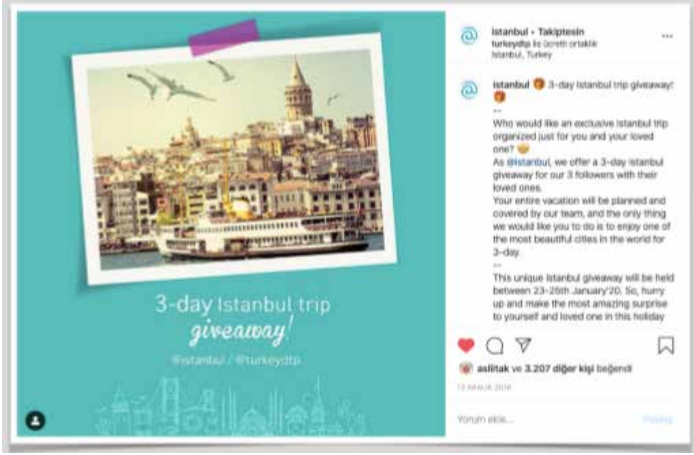 3-day Istanbul trip
giveaway!
@istanbul / @turkeydtp
istanbul • Takiptesin
turkeydtp ile ücretli ortaklık
Istanbul, Turkey
istanbul 🎁 3-day Istanbul trip giveaway!
🎁
--
Who would like an exclusive Istanbul trip
organized just for you and your loved
one? 😍
As @istanbul, we offer a 3-day Istanbul
giveaway for our 3 followers with their
loved ones.
Your entire vacation will be planned and
covered by our team, and the only thing
we would like you to do is to enjoy one of
the most beautiful cities in the world for
3-day.
--
This unique Istanbul giveaway will be held
between 23-25th January'20. So, hurry
up and make the most amazing surprise
to yourself and loved one in this holiday
aslitak ve 3.207 diğer kişi beğendi
ARALIK 2019
Yorum ekle...
Paylaş